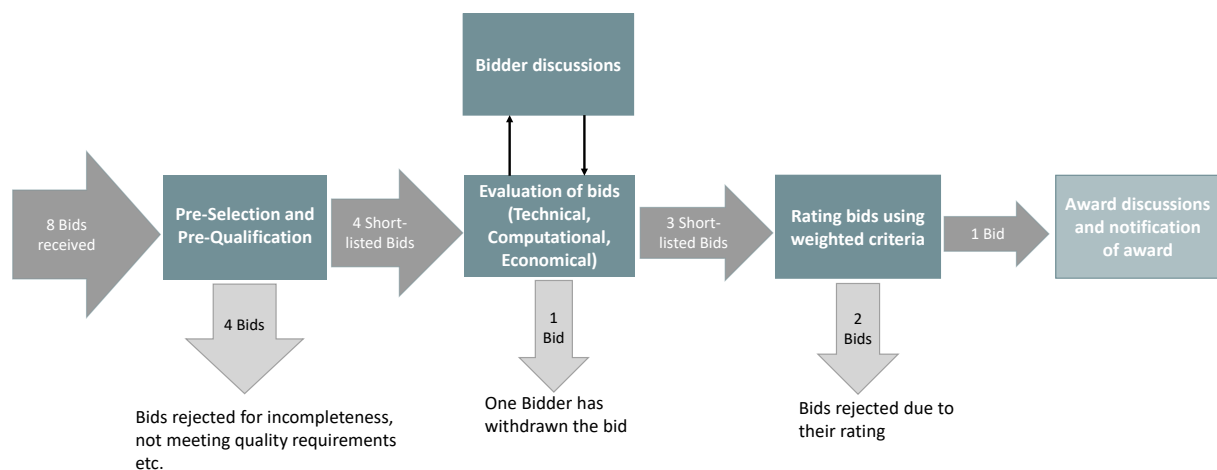 Bidder discussions
8 Bids
received
Pre-Selection and
Pre-Qualification
4 Short-
listed Bids
Evaluation of bids
(Technical,
Computational,
Economical)
3 Short-
listed Bids
Rating bids using
weighted criteria
1 Bid
Award discussions
and notification
of award
4 Bids
Bids rejected for incompleteness,
not meeting quality requirements
etc.
1
Bid
One Bidder has
withdrawn the bid
2
Bids
Bids rejected due to
their rating